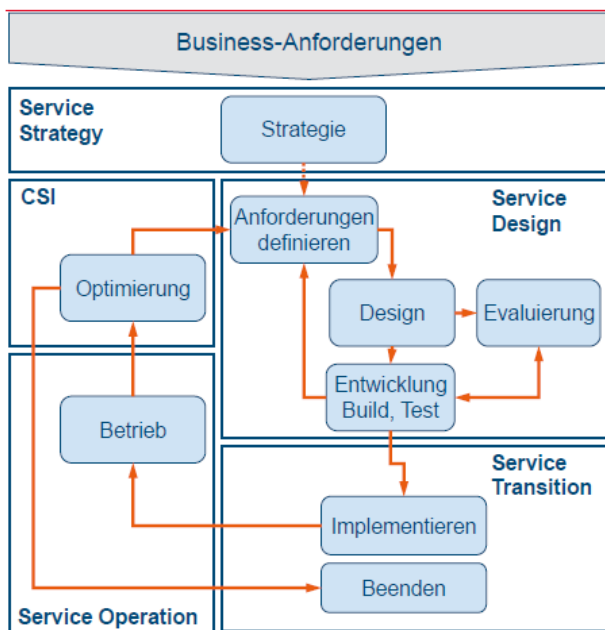 Business-Anforderungen
Service
Strategy
Strategie
CSI
Service
Design
Anforderungen
definieren
Optimierung
Design
Evaluierung
Entwicklung
Build, Test
Betrieb
Service
Transition
Implementieren
Beenden
Service Operation